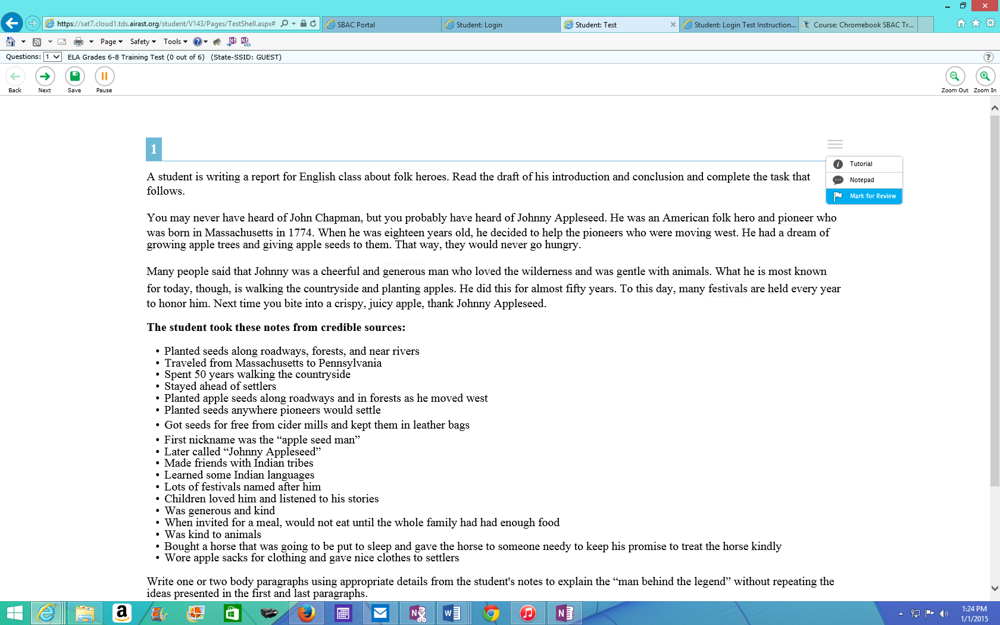 https://sat7.cloud1.tds.airast.org/student/V143/Pages/TestShell.aspx#
SBAC Portal
Student: Login
Student: Test
Student: Login Test Instruction...
Course: Chromebook SBAC Tr...
Page
Safety
Tools
Questions: 1 ELA Grades 6-8 Training Test (0 out of 6) (State-SSID: GUEST)
Back
Next
Save
Pause
Zoom Out
Zoom In
1
Tutorial
Notepad
Mark for Review
A student is writing a report for English class about folk heroes. Read the draft of his introduction and conclusion and complete the task that
follows.
You may never have heard of John Chapman, but you probably have heard of Johnny Appleseed. He was an American folk hero and pioneer who
was born in Massachusetts in 1774. When he was eighteen years old, he decided to help the pioneers who were moving west. He had a dream of
growing apple trees and giving apple seeds to them. That way, they would never go hungry.
Many people said that Johnny was a cheerful and generous man who loved the wilderness and was gentle with animals. What he is most known
for today, though, is walking the countryside and planting apples. He did this for almost fifty years. To this day, many festivals are held every year
to honor him. Next time you bite into a crispy, juicy apple, thank Johnny Appleseed.
The student took these notes from credible sources:
• Planted seeds along roadways, forests, and near rivers
• Traveled from Massachusetts to Pennsylvania
• Spent 50 years walking the countryside
• Stayed ahead of settlers
• Planted apple seeds along roadways and in forests as he moved west
• Planted seeds anywhere pioneers would settle
• Got seeds for free from cider mills and kept them in leather bags
• First nickname was the “apple seed man”
• Later called “Johnny Appleseed”
• Made friends with Indian tribes
• Learned some Indian languages
• Lots of festivals named after him
• Children loved him and listened to his stories
• Was generous and kind
• When invited for a meal, would not eat until the whole family had had enough food
• Was kind to animals
• Bought a horse that was going to be put to sleep and gave the horse to someone needy to keep his promise to treat the horse kindly
• Wore apple sacks for clothing and gave nice clothes to settlers
Write one or two body paragraphs using appropriate details from the student's notes to explain the “man behind the legend” without repeating the
ideas presented in the first and last paragraphs.
1:24 PM
1/1/2015